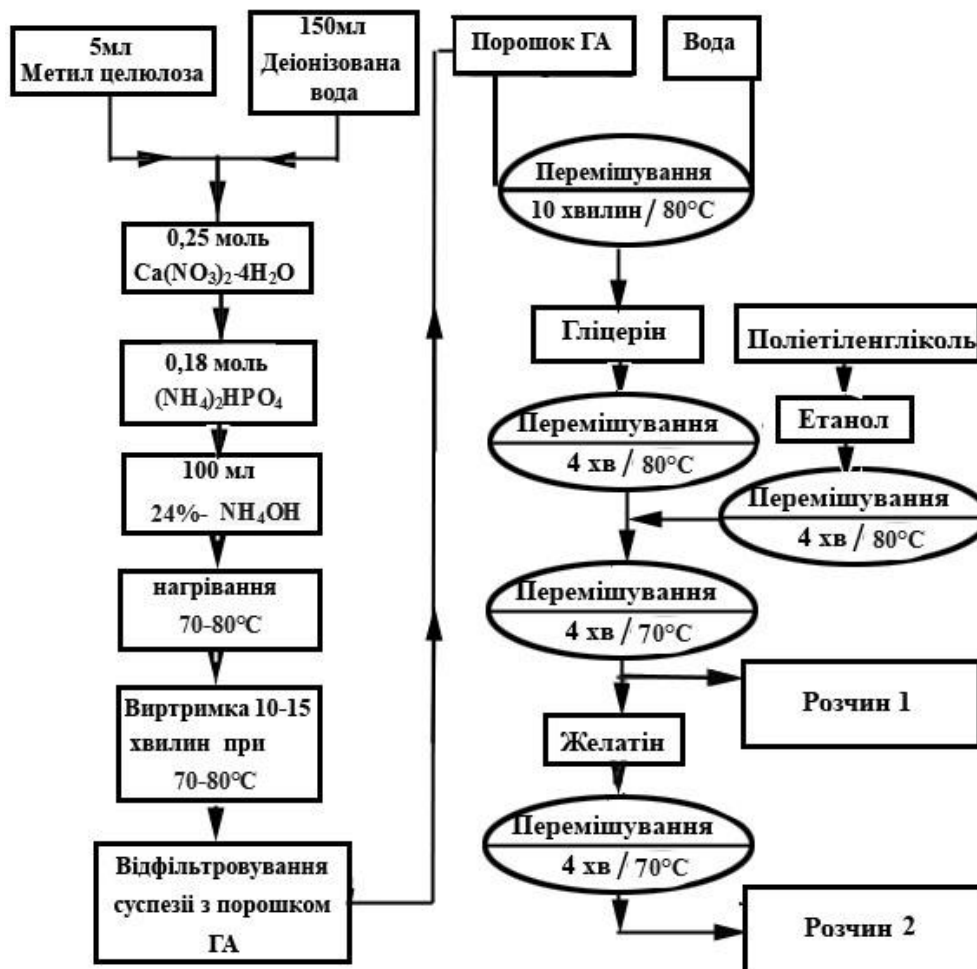 5мл
Метил целюлоза
150мл
Деіонізована
вода
0,25 моль
Ca(NO₃)₂-4H₂O
0,18 моль
(NH₄)₂HPO₄
100 мл
24%- NH₄OH
нагрівання
70-80°C
Виртримка 10-15
хвилин при
70-80°C
Відфільтровування
суспезіі з порошком
ГА
Порошок ГА
Вода
Перемішування
10 хвилин / 80°C
Гліцерін
Перемішування
4 хв / 80°C
Поліетіленгліколь
Етанол
Перемішування
4 хв / 80°C
Перемішування
4 хв / 70°C
Розчин 1
Желатін
Перемішування
4 хв / 70°C
Розчин 2